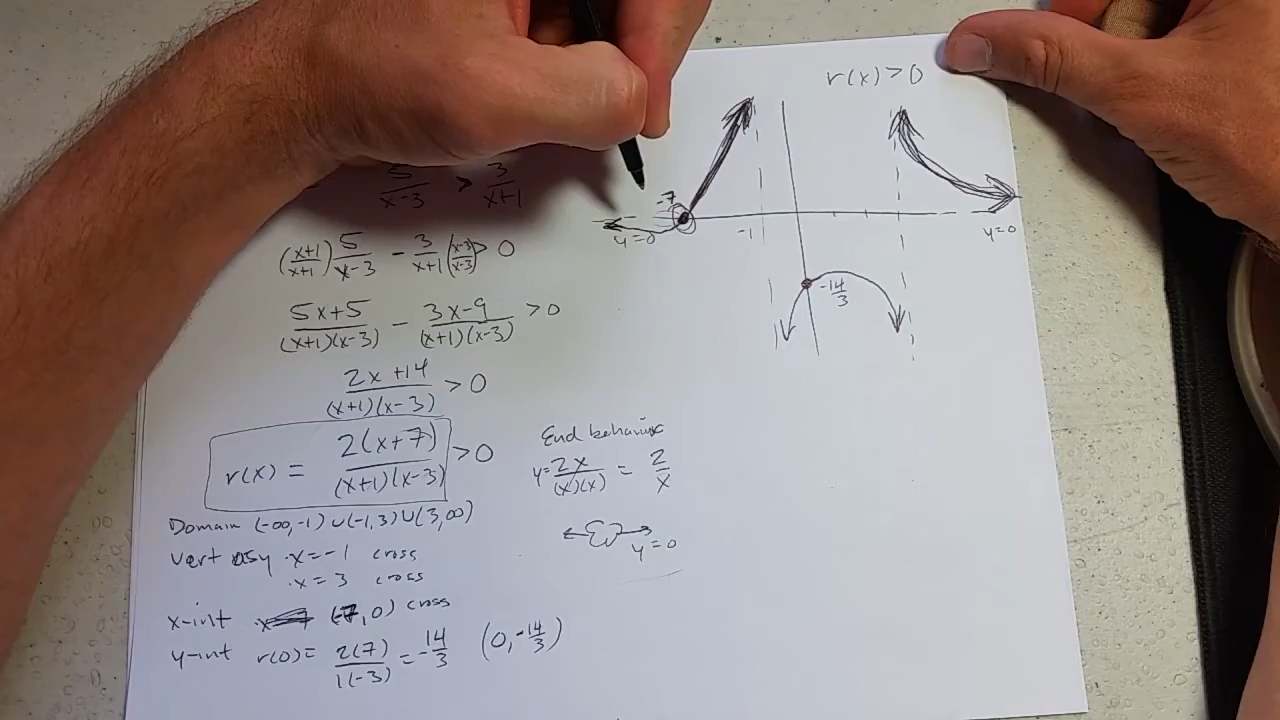 5/(x-3) > 3/(x+1)
((x+1)/(x+1)) 5/(x-3) - 3/(x+1) ((x-3)/(x-3)) > 0
(5x+5)/((x+1)(x-3)) - (3x-9)/((x+1)(x-3)) > 0
(2x+14)/((x+1)(x-3)) > 0
r(x) = 2(x+7)/((x+1)(x-3)) > 0
Domain (-∞,-1)∪(-1,3)∪(3,∞)
Vert asy ·x=-1 cross
·x=3 cross
x-int (-7,0) cross
y-int r(0)= 2(7)/(1(-3)) = -14/3 (0,-14/3)
End behavior
y= 2x/((x)(x)) = 2/x
y=0
r(x)>0
-7
y=0
-1
y=0
-14/3